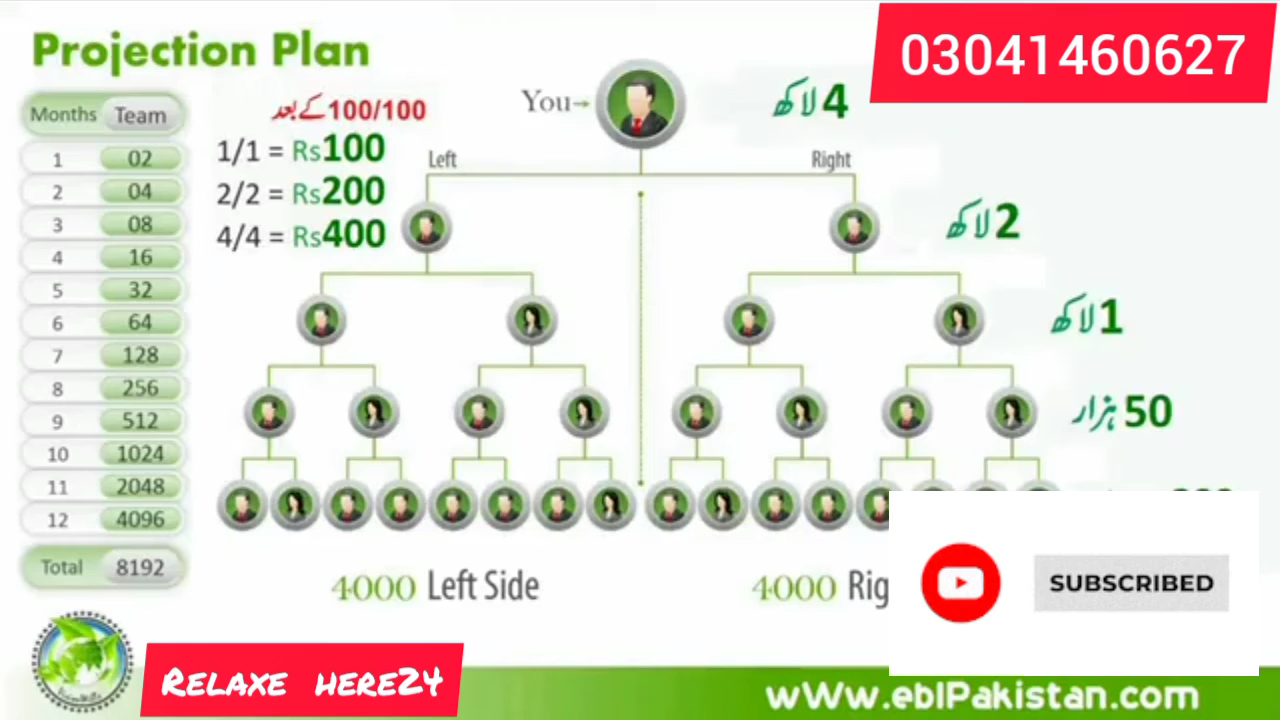 Projection Plan
03041460627
Months Team
1 02
2 04
3 08
4 16
5 32
6 64
7 128
8 256
9 512
10 1024
11 2048
12 4096
Total 8192
100/100 کے بعد
1/1 = Rs100
2/2 = Rs200
4/4 = Rs400
You
Left
Right
4 لاکھ
2 لاکھ
1 لاکھ
50 ہزار
4000 Left Side
4000 Rig
SUBSCRIBED
Relaxe here24
wWw.eblPakistan.com